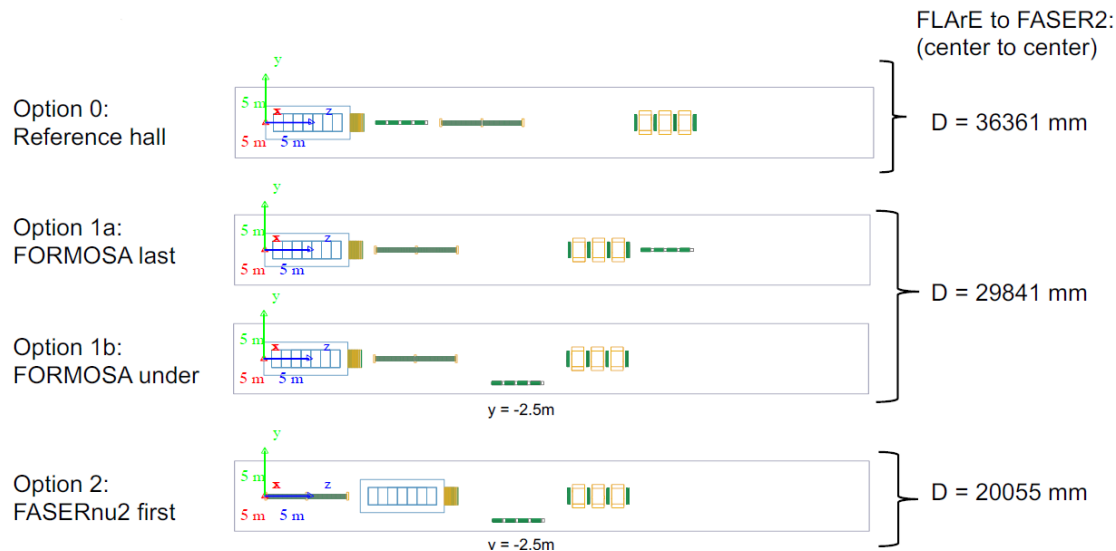 FLArE to FASER2:
(center to center)
Option 0:
Reference hall
y
5 m
x
z
5 m
5 m
D = 36361 mm
Option 1a:
FORMOSA last
y
5 m
x
z
5 m
5 m
D = 29841 mm
Option 1b:
FORMOSA under
y
5 m
x
z
5 m
5 m
y = -2.5m
Option 2:
FASERnu2 first
y
5 m
x
z
5 m
5 m
D = 20055 mm
y = -2.5m